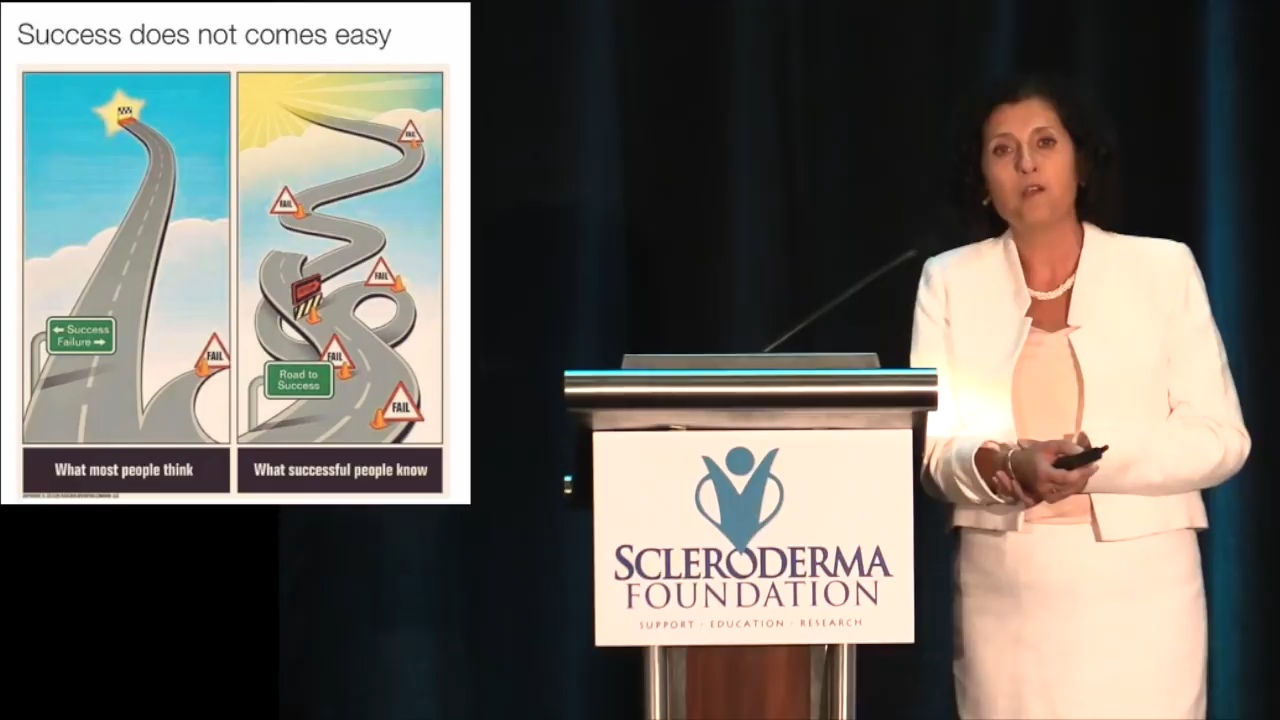 Success does not comes easy
← Success
Failure →
FAIL
What most people think
FAIL
FAIL
FAIL
FAIL
Road to
Success
FAIL
What successful people know
SCLERODERMA
FOUNDATION
SUPPORT · EDUCATION · RESEARCH